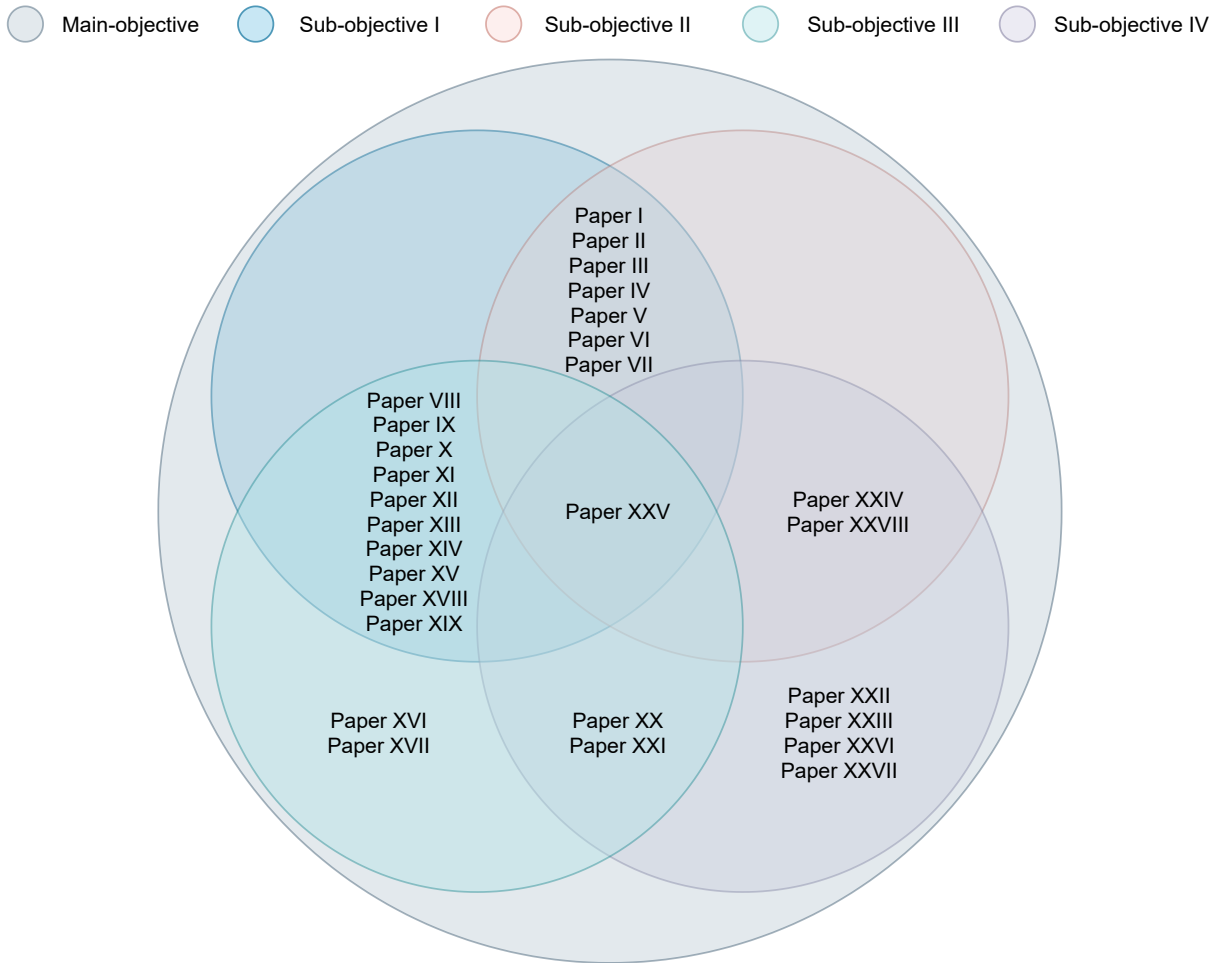 Main-objective
Sub-objective I
Sub-objective II
Sub-objective III
Sub-objective IV
Paper I
Paper II
Paper III
Paper IV
Paper V
Paper VI
Paper VII
Paper VIII
Paper IX
Paper X
Paper XI
Paper XII
Paper XIII
Paper XIV
Paper XV
Paper XVIII
Paper XIX
Paper XXV
Paper XXIV
Paper XXVIII
Paper XVI
Paper XVII
Paper XX
Paper XXI
Paper XXII
Paper XXIII
Paper XXVI
Paper XXVII